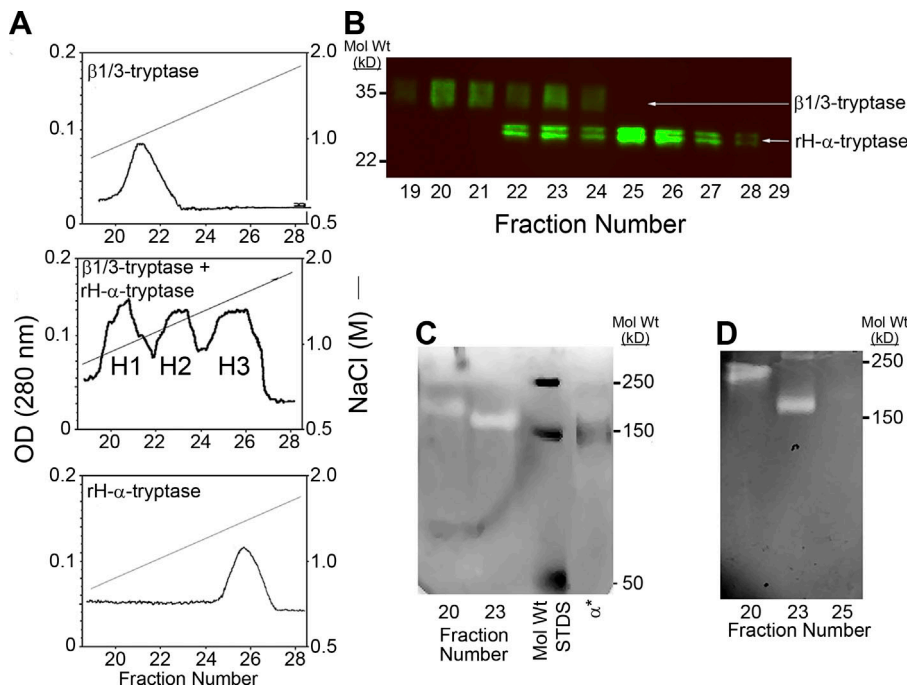 A
0.2
2.0
β1/3-tryptase
0.1
1.0
0
0.5
20 22 24 26 28
0.2
2.0
β1/3-tryptase +
rH-α-tryptase
0.1
1.0
H1 H2 H3
0
0.5
20 22 24 26 28
0.2
2.0
rH-α-tryptase
0.1
1.0
0
0.5
20 22 24 26 28
Fraction Number
OD (280 nm)
NaCl (M) —
B
Mol Wt
(kD)
35
22
β1/3-tryptase
rH-α-tryptase
19 20 21 22 23 24 25 26 27 28 29
Fraction Number
C
Mol Wt
(kD)
250
150
50
20 23
Fraction
Number
Mol Wt
STDS
α*
D
Mol Wt
(kD)
250
150
20 23 25
Fraction Number